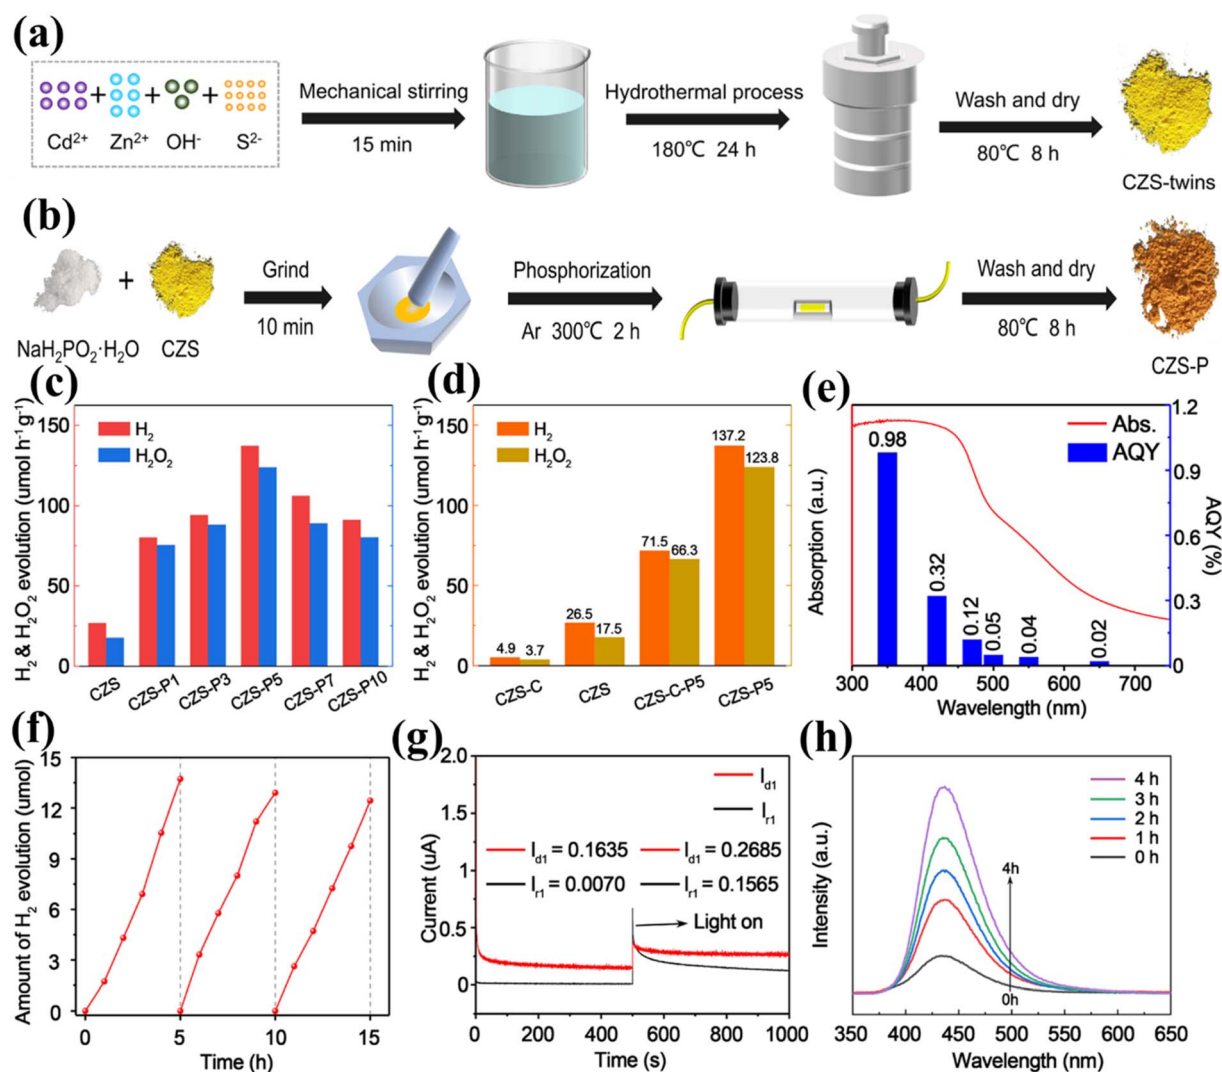 (a)
Cd²⁺ + Zn²⁺ + OH⁻ + S²⁻
Mechanical stirring
15 min
Hydrothermal process
180℃ 24 h
Wash and dry
80℃ 8 h
CZS-twins
(b)
NaH₂PO₂·H₂O + CZS
Grind
10 min
Phosphorization
Ar 300℃ 2 h
Wash and dry
80℃ 8 h
CZS-P
(c)
H₂ & H₂O₂ evolution (umol h⁻¹ g⁻¹)
150
100
50
0
H₂
H₂O₂
CZS
CZS-P1
CZS-P3
CZS-P5
CZS-P7
CZS-P10
(d)
H₂ & H₂O₂ evolution (umol h⁻¹ g⁻¹)
150
100
50
0
H₂
H₂O₂
4.9 3.7
26.5 17.5
71.5 66.3
137.2 123.8
CZS-C
CZS
CZS-C-P5
CZS-P5
(e)
Absorption (a.u.)
Abs.
AQY
0.98
0.32
0.12
0.05
0.04
0.02
1.2
0.9
0.6
0.3
0
AQY (%)
300 400 500 600 700
Wavelength (nm)
(f)
Amount of H₂ evolution (umol)
15
12
9
6
3
0
0 5 10 15
Time (h)
(g)
Current (uA)
2.0
1.5
1
0.5
0
I_d1
I_r1
I_d1 = 0.1635
I_r1 = 0.0070
I_d1 = 0.2685
I_r1 = 0.1565
Light on
0 200 400 600 800 1000
Time (s)
(h)
Intensity (a.u.)
4 h
3 h
2 h
1 h
0 h
4h
0h
350 400 450 500 550 600 650
Wavelength (nm)